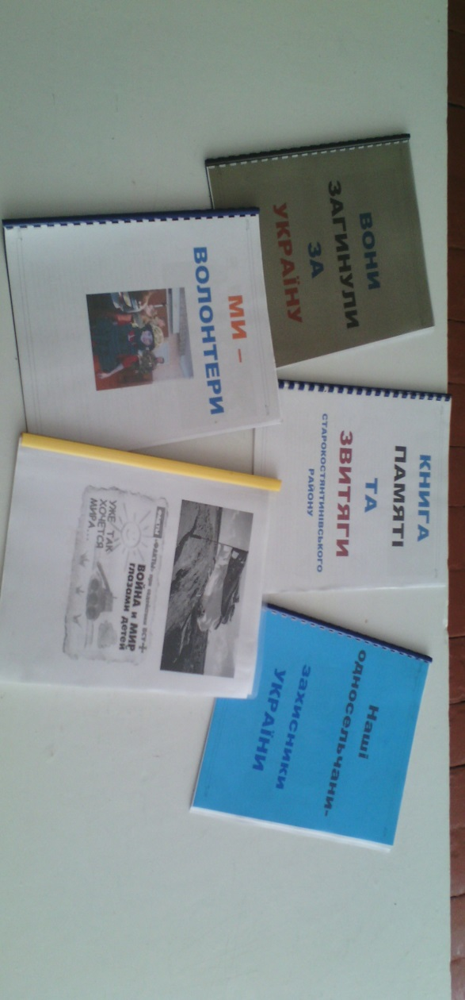 ВОНИ
ЗАГИНУЛИ
ЗА
УКРАЇНУ
МИ –
ВОЛОНТЕРИ
КНИГА
ПАМЯТІ
ТА
ЗВИТЯГИ
СТАРОКОСТЯНТИНІВСЬКОГО
РАЙОНУ
ВОЙНА и МИР
глазами детей
УЖЕ ТАК
ХОЧЕТСЯ
МИРА...
Наші
односельчани-
захисники
УКРАЇНИ